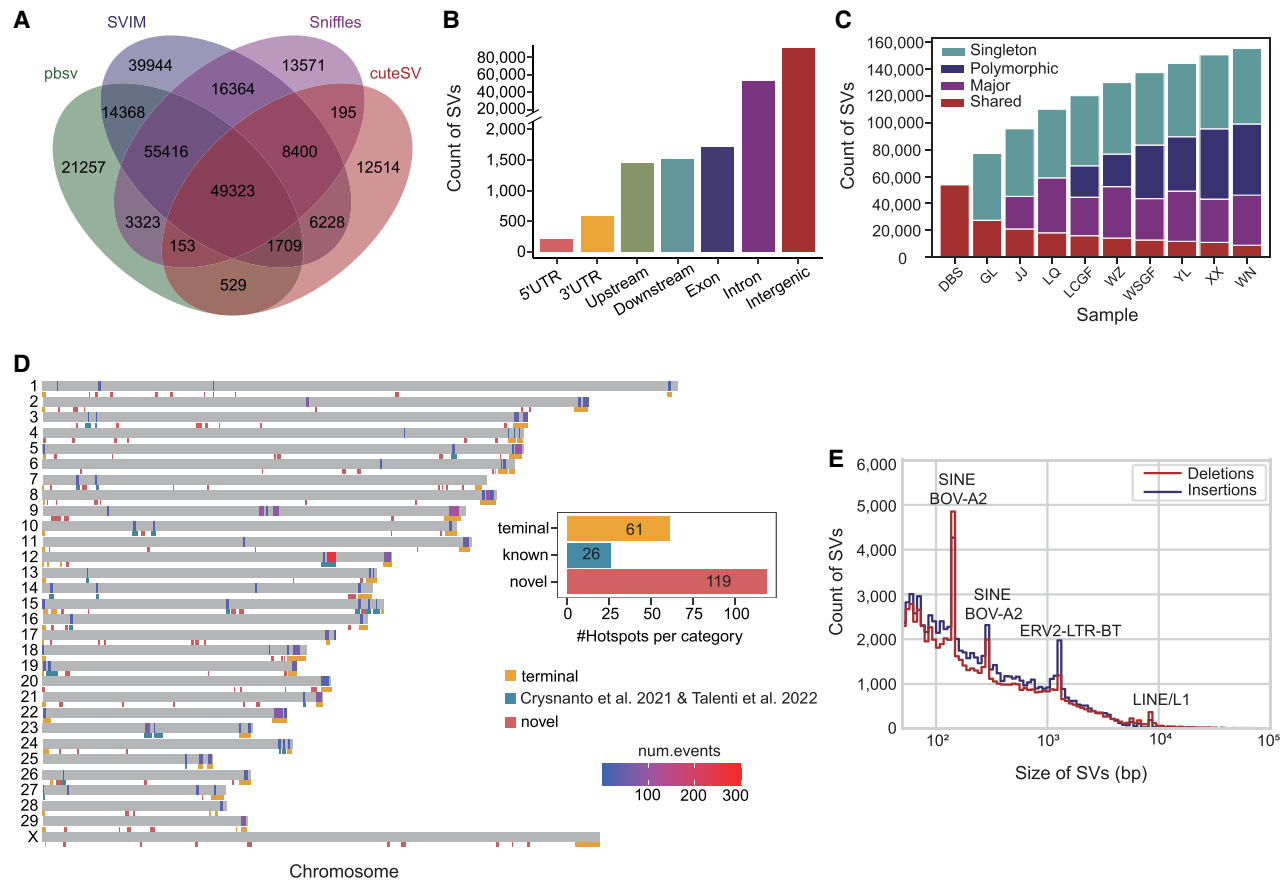 A
SVIM
Sniffles
pbsv
cuteSV
39944
13571
16364
14368
195
55416
8400
21257
12514
49323
3323
6228
153
1709
529
B
Count of SVs
80,000
60,000
40,000
20,000
2,000
1,500
1,000
500
0
5'UTR
3'UTR
Upstream
Downstream
Exon
Intron
Intergenic
C
Count of SVs
160,000
140,000
120,000
100,000
80,000
60,000
40,000
20,000
0
Singleton
Polymorphic
Major
Shared
DBS
GL
JJ
LQ
LCGF
WZ
WSGF
YL
XX
WN
Sample
D
1
2
3
4
5
6
7
8
9
10
11
12
13
14
15
16
17
18
19
20
21
22
23
24
25
26
27
28
29
X
Chromosome
teminal
61
known
26
novel
119
0
25
50
75
100
#Hotspots per category
terminal
Crysnanto et al. 2021 & Talenti et al. 2022
novel
num.events
100
200
300
E
Count of SVs
6,000
5,000
4,000
3,000
2,000
1,000
0
Deletions
Insertions
SINE
BOV-A2
SINE
BOV-A2
ERV2-LTR-BT
LINE/L1
10²
10³
10⁴
10⁵
Size of SVs (bp)